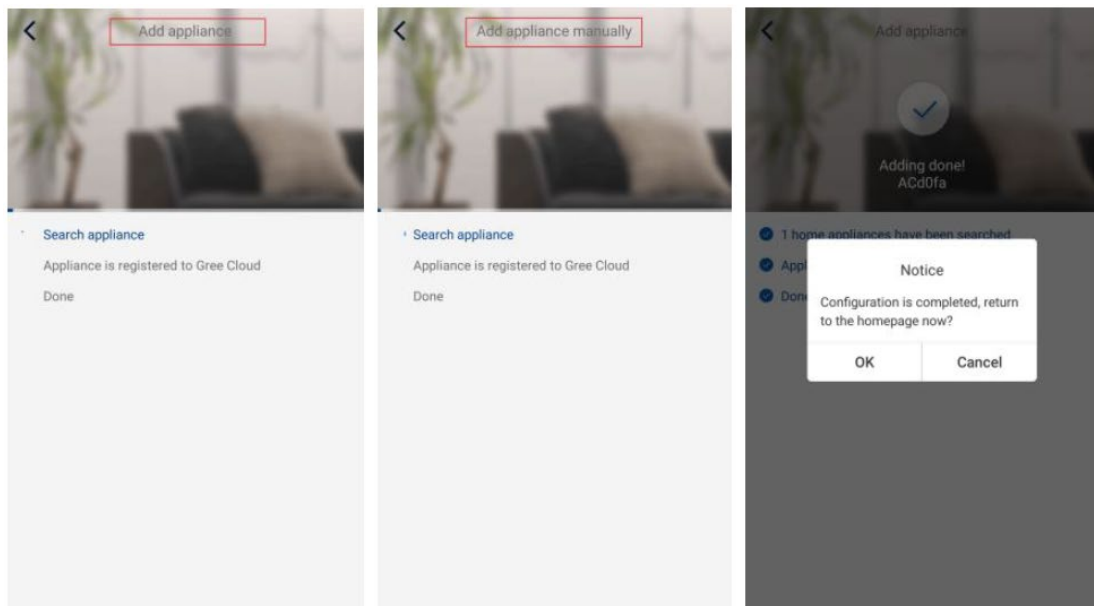 Add appliance
Search appliance
Appliance is registered to Gree Cloud
Done
Add appliance manually
Search appliance
Appliance is registered to Gree Cloud
Done
Add appliance
Adding done!
ACd0fa
1 home appliances have been searched
Appl
Don
Notice
Configuration is completed, return
to the homepage now?
OK Cancel